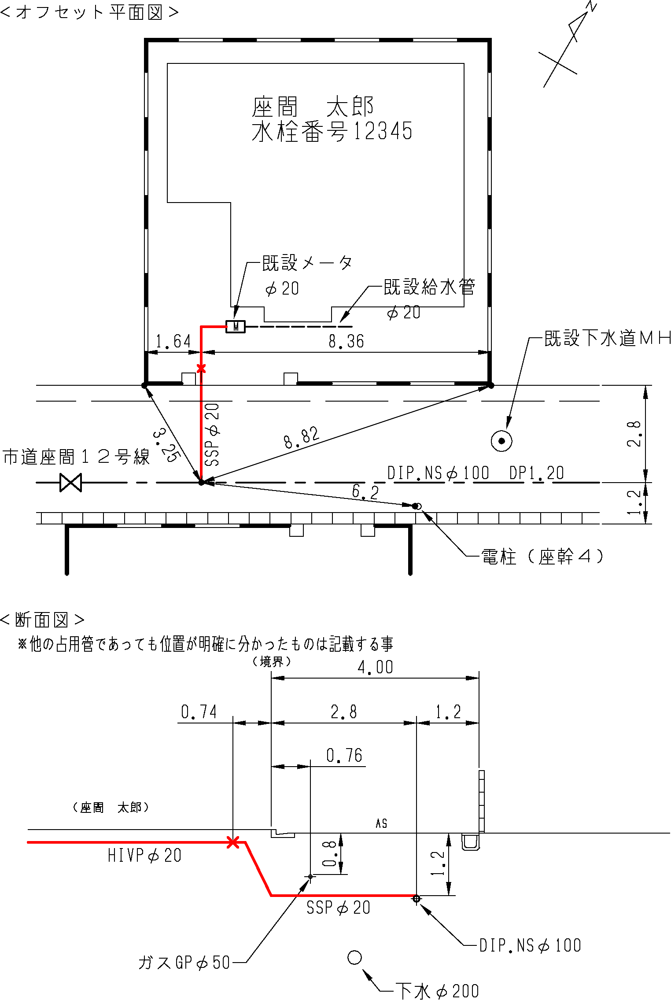 ＜オフセット平面図＞
N
座間　太郎
水栓番号12345
既設メータ
φ20
既設給水管
φ20
M
1.64
8.36
既設下水道ＭＨ
SSPφ20
3.25
8.82
2.8
市道座間１２号線
DIP.NSφ100　DP1.20
6.2
1.2
電柱（座幹４）
＜断面図＞
※他の占用管であっても位置が明確に分かったものは記載する事
（境界）
4.00
0.74
2.8
1.2
0.76
（座間　太郎）
AS
HIVPφ20
0.8
1.2
SSPφ20
DIP.NSφ100
ガスGPφ50
下水φ200